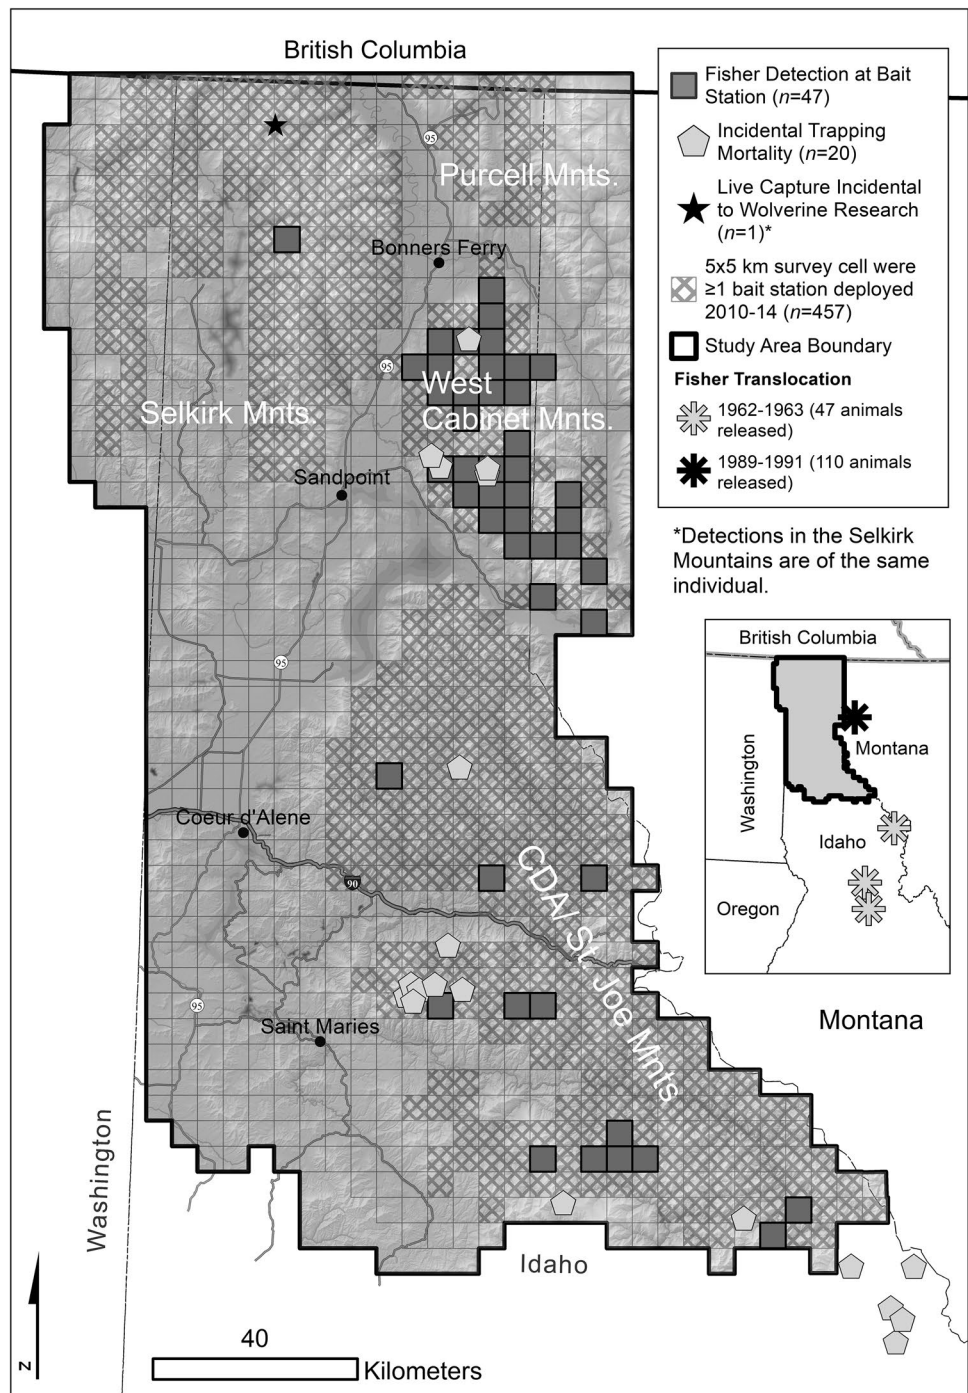 British Columbia
Fisher Detection at Bait
Station (n=47)
Incidental Trapping
Mortality (n=20)
Live Capture Incidental
to Wolverine Research
(n=1)*
5x5 km survey cell were
≥1 bait station deployed
2010-14 (n=457)
Study Area Boundary
Fisher Translocation
1962-1963 (47 animals
released)
1989-1991 (110 animals
released)
*Detections in the Selkirk
Mountains are of the same
individual.
95
Purcell Mnts.
Bonners Ferry
95
West
Cabinet Mnts.
Selkirk Mnts.
Sandpoint
95
Coeur d'Alene
90
CDA/ St. Joe Mnts
95
Saint Maries
British Columbia
Montana
Washington
Idaho
Oregon
Montana
Washington
Idaho
N
40
Kilometers